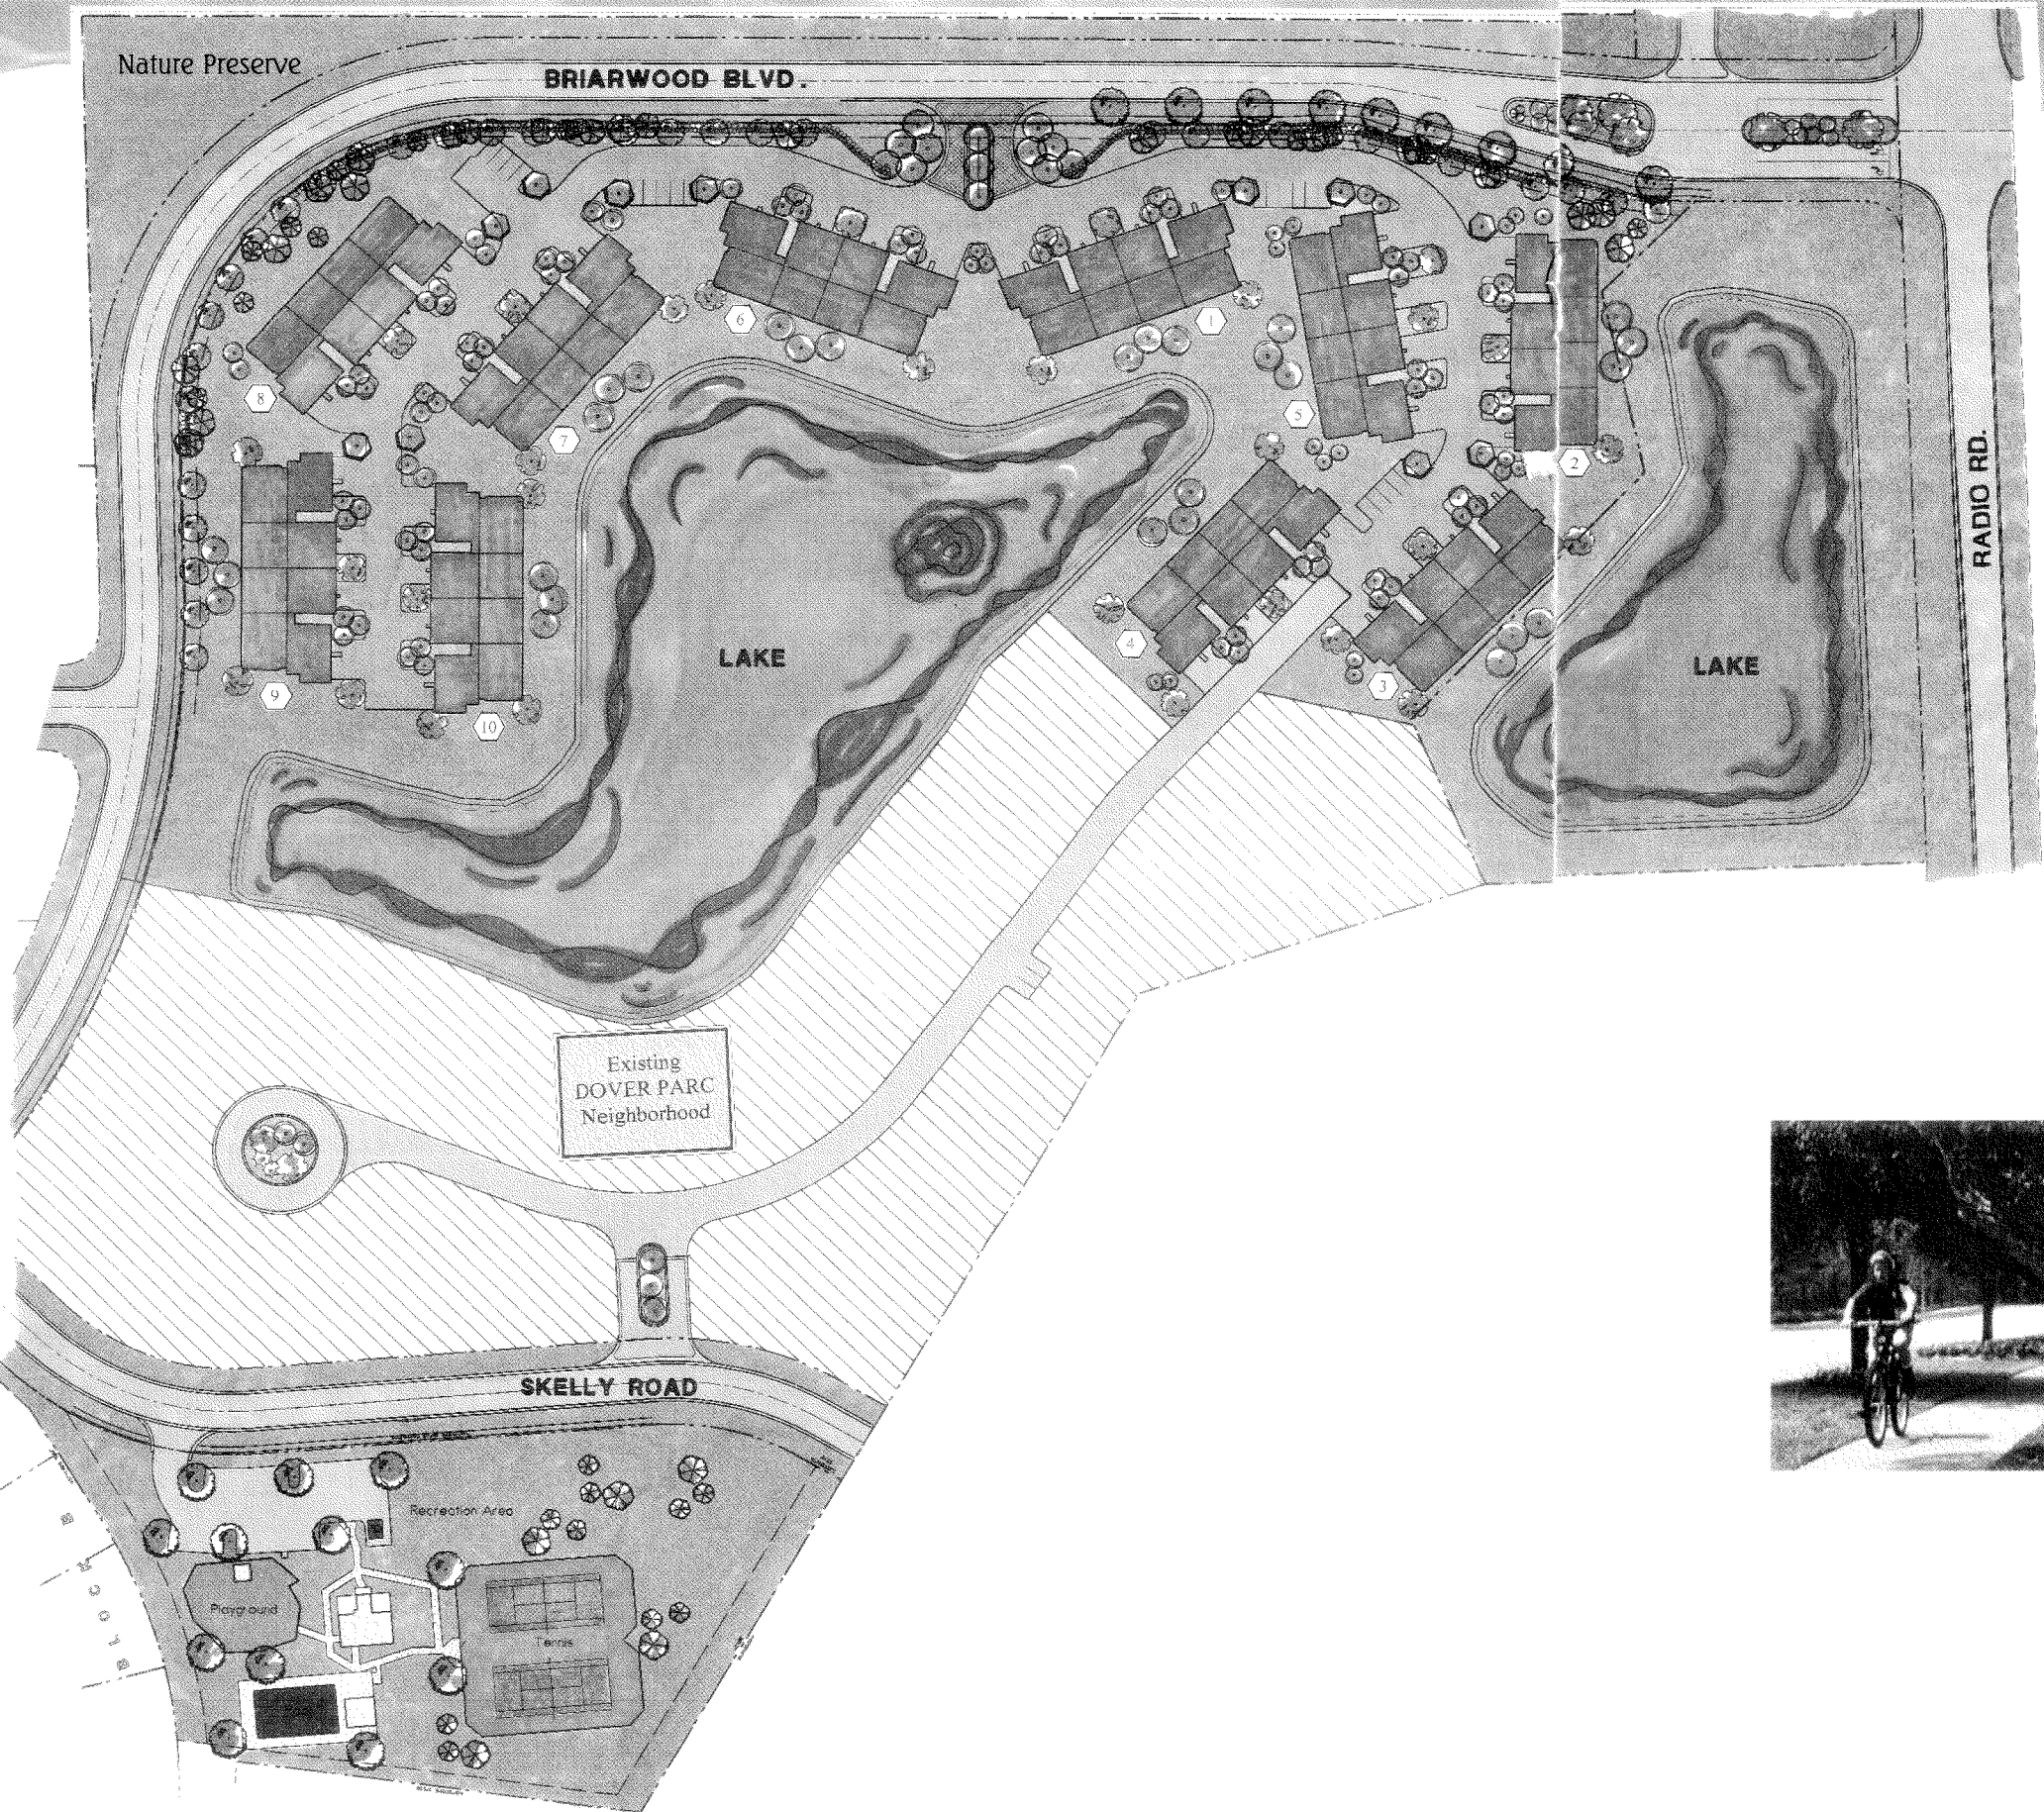 Nature Preserve
BRIARWOOD BLVD.
6
1
8
7
5
2
RADIO RD.
LAKE
4
LAKE
9
3
10
Existing
DOVER PARC
Neighborhood
SKELLY ROAD
Recreation Area
Playground
Tennis
Pool